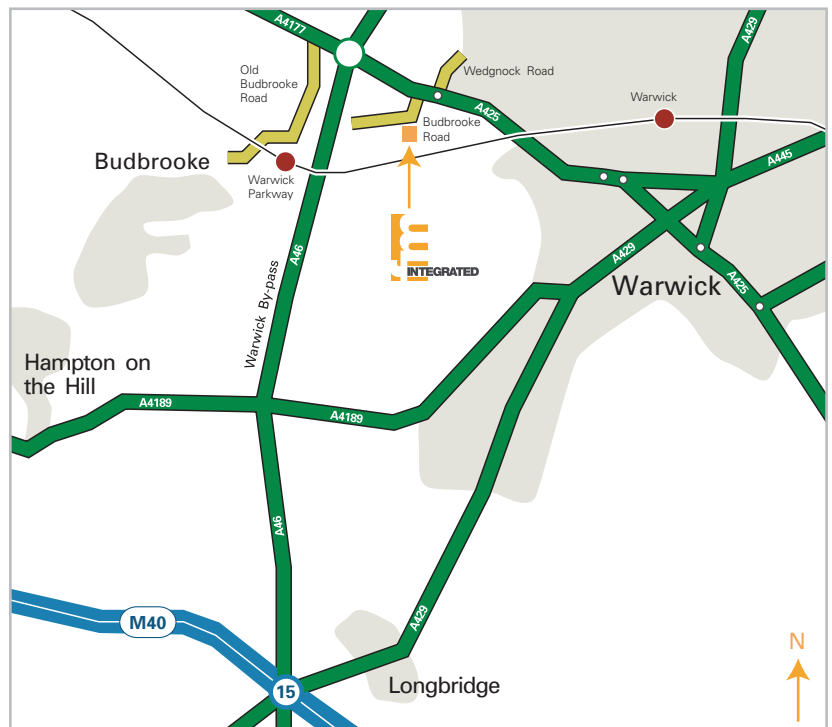 A4177
A429
Old
Budbrooke
Road
Wedgnock Road
Warwick
A425
Budbrooke
Road
A445
Budbrooke
Warwick
Parkway
A46
INTEGRATED
A429
Warwick
A425
Warwick By-pass
Hampton on
the Hill
A4189
A4189
A46
M40
A429
N
15
Longbridge